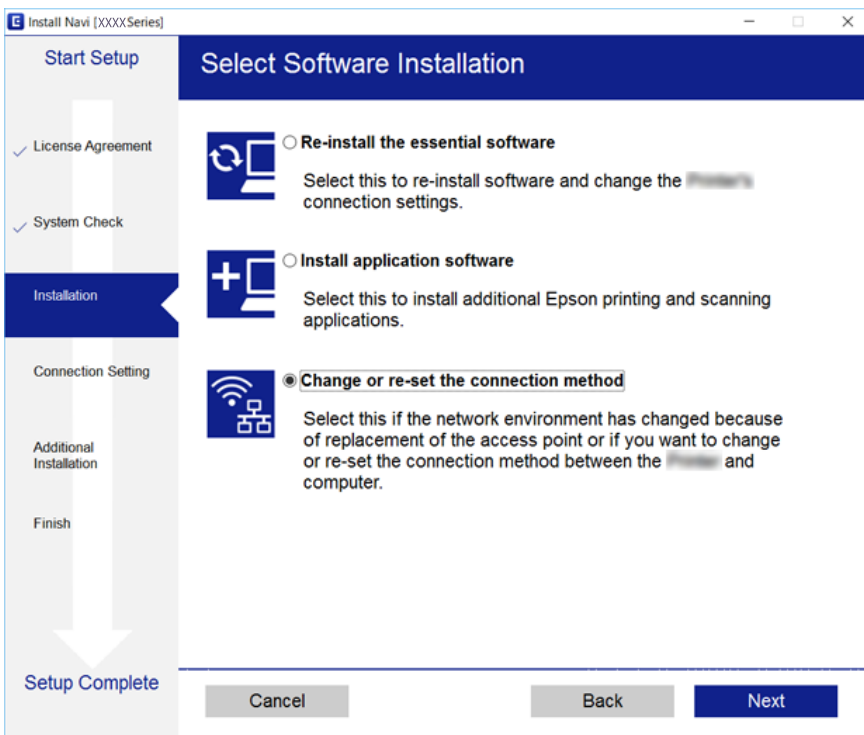 Install Navi [XXXXSeries]
Start Setup
License Agreement
System Check
Installation
Connection Setting
Additional
Installation
Finish
Setup Complete
Select Software Installation
Re-install the essential software
Select this to re-install software and change the
connection settings.
Install application software
Select this to install additional Epson printing and scanning
applications.
Change or re-set the connection method
Select this if the network environment has changed because
of replacement of the access point or if you want to change
or re-set the connection method between the and
computer.
Cancel
Back
Next